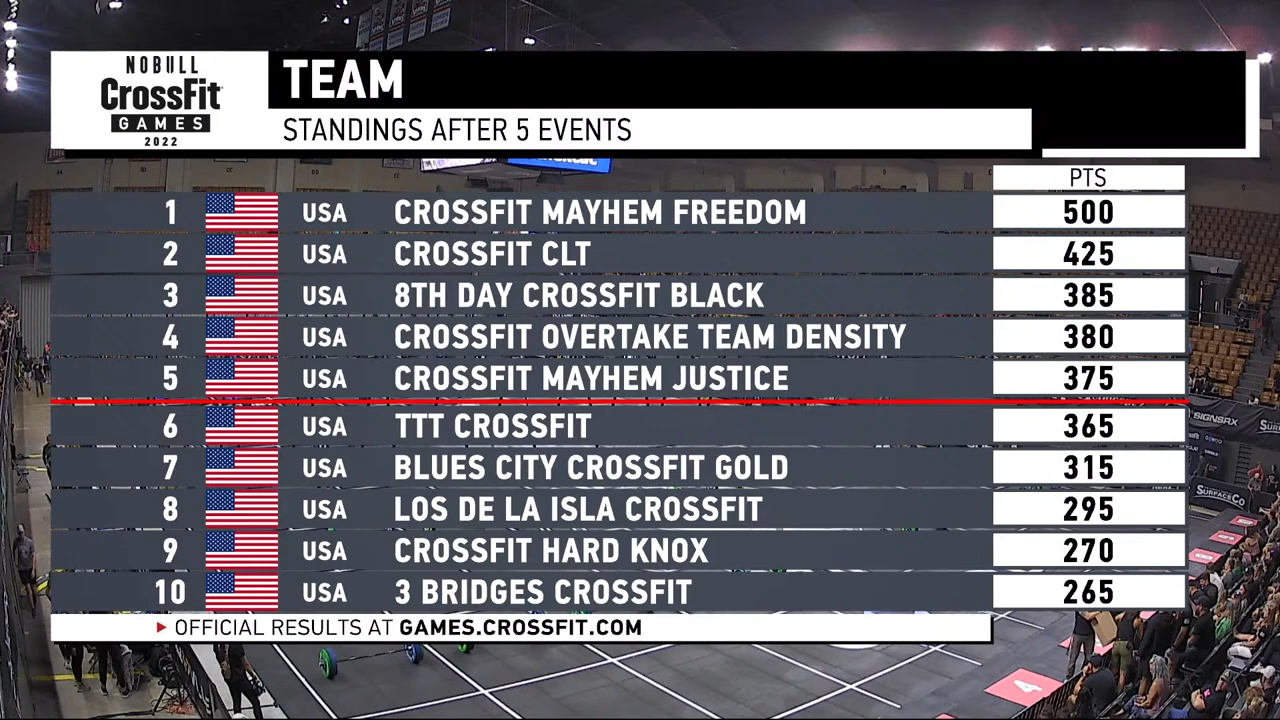 NOBULL
CrossFit
GAMES
2022
TEAM
STANDINGS AFTER 5 EVENTS
PTS
1 USA CROSSFIT MAYHEM FREEDOM 500
2 USA CROSSFIT CLT 425
3 USA 8TH DAY CROSSFIT BLACK 385
4 USA CROSSFIT OVERTAKE TEAM DENSITY 380
5 USA CROSSFIT MAYHEM JUSTICE 375
6 USA TTT CROSSFIT 365
7 USA BLUES CITY CROSSFIT GOLD 315
8 USA LOS DE LA ISLA CROSSFIT 295
9 USA CROSSFIT HARD KNOX 270
10 USA 3 BRIDGES CROSSFIT 265
OFFICIAL RESULTS AT GAMES.CROSSFIT.COM
SIGNSRX
SURFACECO
4